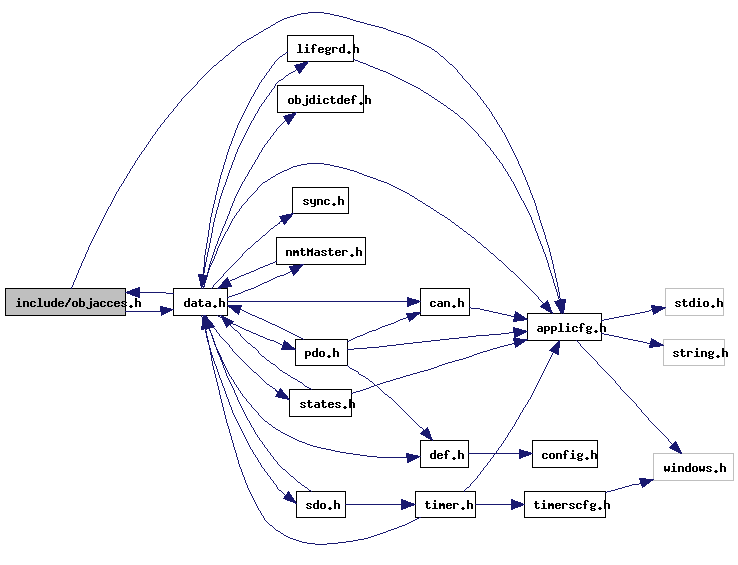 lifegrd.h
objdictdef.h
sync.h
nmtMaster.h
include/objacces.h
data.h
can.h
stdio.h
applicfg.h
pdo.h
string.h
states.h
def.h
config.h
windows.h
sdo.h
timer.h
timerscfg.h